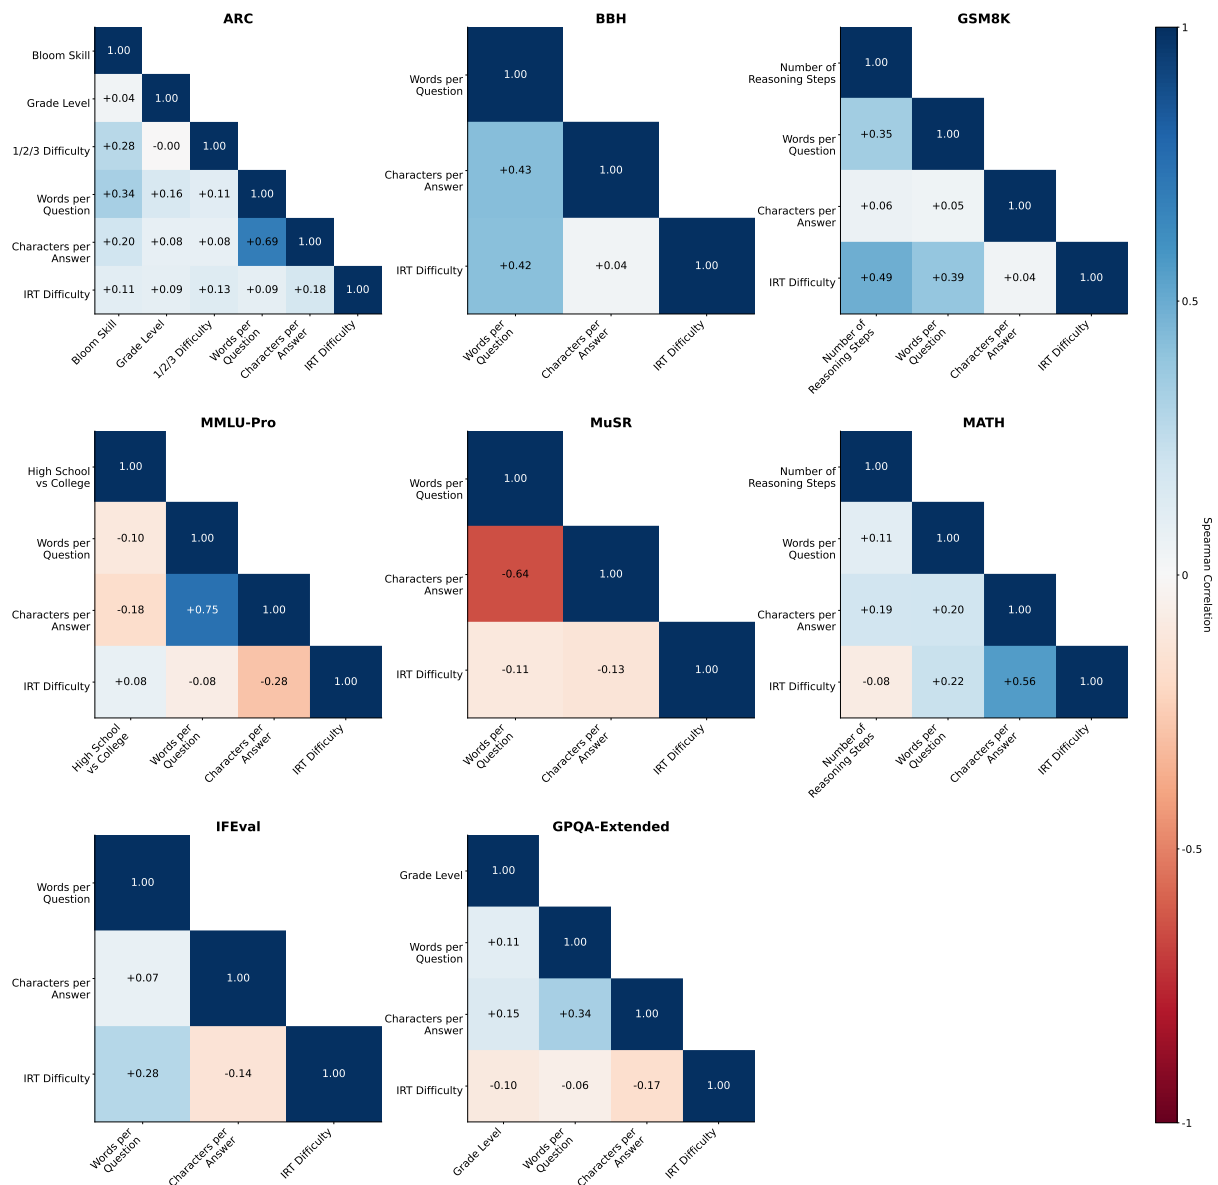 ARC
Bloom Skill
1.00
Grade Level
+0.04 1.00
1/2/3 Difficulty
+0.28 -0.00 1.00
Words per
Question
+0.34 +0.16 +0.11 1.00
Characters per
Answer
+0.20 +0.08 +0.08 +0.69 1.00
IRT Difficulty
+0.11 +0.09 +0.13 +0.09 +0.18 1.00
Bloom Skill
Grade Level
1/2/3 Difficulty
Words per
Question
Characters per
Answer
IRT Difficulty
BBH
Words per
Question
1.00
Characters per
Answer
+0.43 1.00
IRT Difficulty
+0.42 +0.04 1.00
Words per
Question
Characters per
Answer
IRT Difficulty
GSM8K
Number of
Reasoning Steps
1.00
Words per
Question
+0.35 1.00
Characters per
Answer
+0.06 +0.05 1.00
IRT Difficulty
+0.49 +0.39 +0.04 1.00
Number of
Reasoning Steps
Words per
Question
Characters per
Answer
IRT Difficulty
MMLU-Pro
High School
vs College
1.00
Words per
Question
-0.10 1.00
Characters per
Answer
-0.18 +0.75 1.00
IRT Difficulty
+0.08 -0.08 -0.28 1.00
High School
vs College
Words per
Question
Characters per
Answer
IRT Difficulty
MuSR
Words per
Question
1.00
Characters per
Answer
-0.64 1.00
IRT Difficulty
-0.11 -0.13 1.00
Words per
Question
Characters per
Answer
IRT Difficulty
MATH
Number of
Reasoning Steps
1.00
Words per
Question
+0.11 1.00
Characters per
Answer
+0.19 +0.20 1.00
IRT Difficulty
-0.08 +0.22 +0.56 1.00
Number of
Reasoning Steps
Words per
Question
Characters per
Answer
IRT Difficulty
IFEval
Words per
Question
1.00
Characters per
Answer
+0.07 1.00
IRT Difficulty
+0.28 -0.14 1.00
Words per
Question
Characters per
Answer
IRT Difficulty
GPQA-Extended
Grade Level
1.00
Words per
Question
+0.11 1.00
Characters per
Answer
+0.15 +0.34 1.00
IRT Difficulty
-0.10 -0.06 -0.17 1.00
Grade Level
Words per
Question
Characters per
Answer
IRT Difficulty
1
0.5
0
-0.5
-1
Spearman Correlation